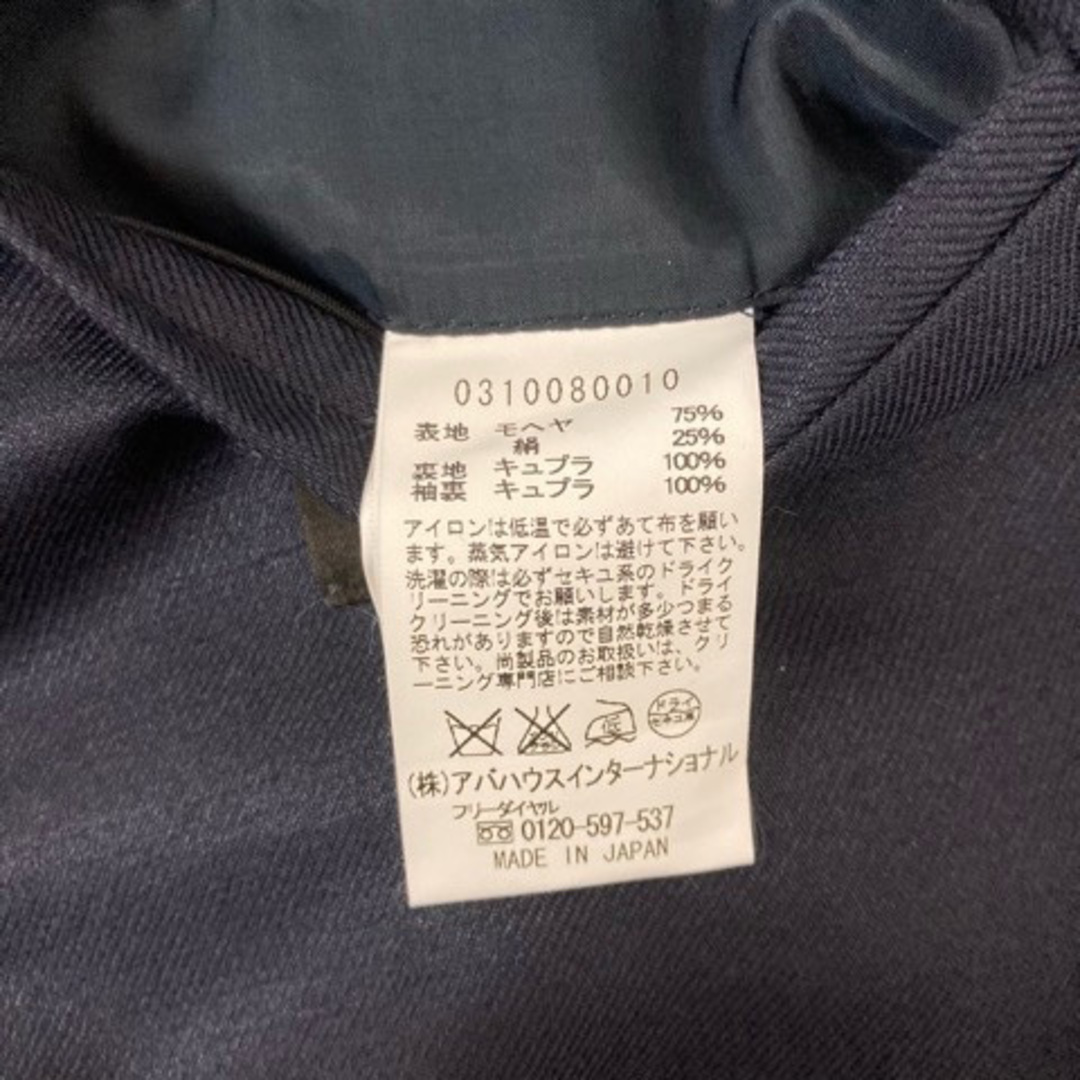 0310080010
表地 モヘヤ 75%
絹 25%
裏地 キュプラ 100%
袖裏 キュプラ 100%
アイロンは低温で必ずあて布を願い
ます。蒸気アイロンは避けて下さい。
洗濯の際は必ずセキユ系のドライク
リーニングでお願いします。ドライ
クリーニング後は素材が多少つまる
恐れがありますので自然乾燥させて
下さい。尚製品のお取扱いは、クリ
ーニング専門店にご相談下さい。
低
ドライ
セキユ系
(株)アバハウスインターナショナル
フリーダイヤル
0120-597-537
MADE IN JAPAN